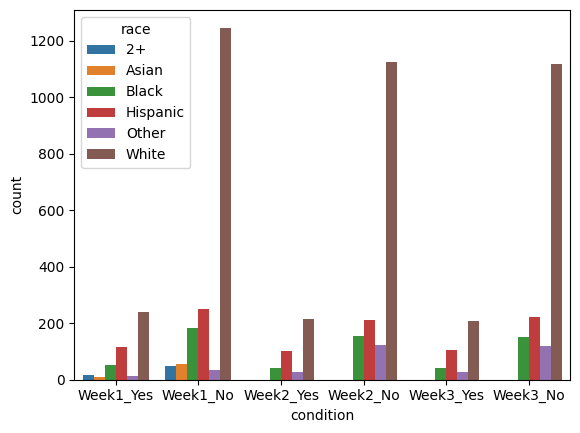 race
2+
Asian
Black
Hispanic
Other
White
1200
1000
800
600
400
200
0
count
Week1_Yes Week1_No Week2_Yes Week2_No Week3_Yes Week3_No
condition